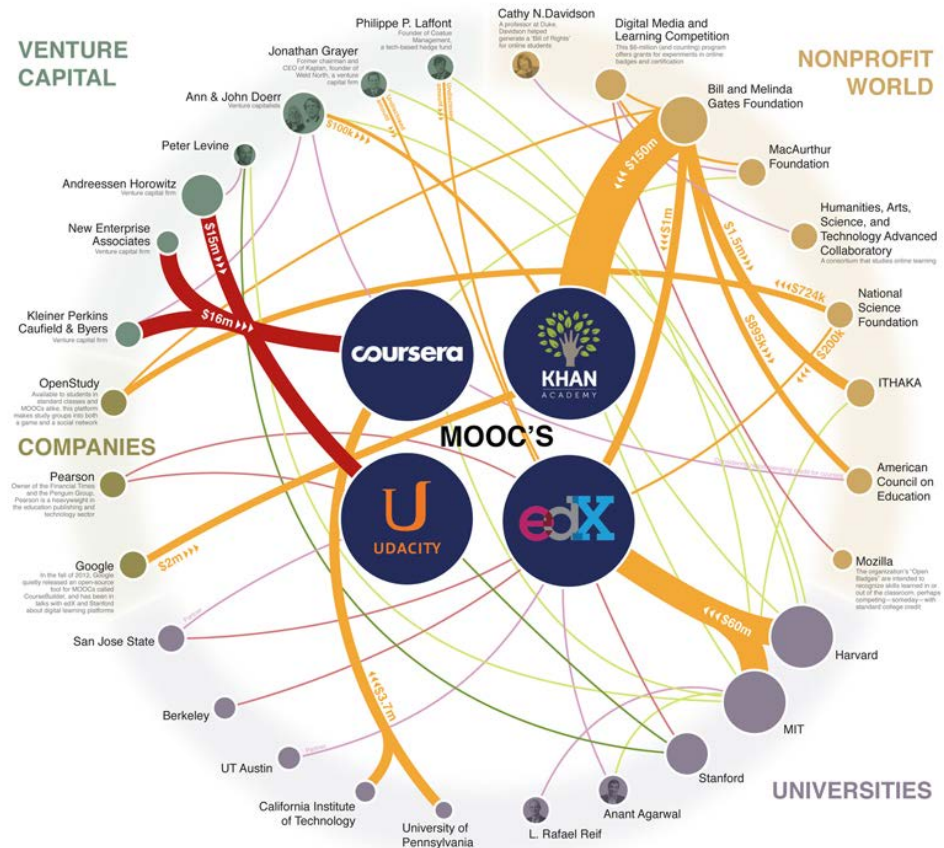 VENTURE
CAPITAL
Philippe P. Laffont
Founder of Coatue
Management,
a tech-based hedge fund
Jonathan Grayer
Former chairman and
CEO of Kaplan, founder of
Weld North, a venture
capital firm
Ann & John Doerr
Venture capitalists
Peter Levine
Andreessen Horowitz
Venture capital firm
New Enterprise
Associates
Venture capital firm
Kleiner Perkins
Caufield & Byers
Venture capital firm
Cathy N.Davidson
A professor at Duke,
Davidson helped
generate a "Bill of Rights"
for online students
Digital Media and
Learning Competition
This $6-million (and counting) program
offers grants for experiments in online
badges and certification
NONPROFIT
WORLD
Bill and Melinda
Gates Foundation
MacAurthur
Foundation
Humanities, Arts,
Science, and
Technology Advanced
Collaboratory
A consortium that studies online learning
National
Science
Foundation
ITHAKA
American
Council on
Education
Mozilla
The organization's "Open
Badges" are intended to
recognize skills learned in or
out of the classroom, perhaps
competing—someday—with
standard college credit
$100k
$150m
$15m
$16m
$1m
$1.5m
$724k
$895k
$200k
coursera
KHAN
ACADEMY
MOOC'S
U
UDACITY
edX
OpenStudy
Available to students in
standard classes and
MOOCs alike, this platform
makes study groups into both
a game and a social network
COMPANIES
Pearson
Owner of the Financial Times
and the Penguin Group,
Pearson is a heavyweight in
the education publishing and
technology sector
Google
In the fall of 2012, Google
quietly released an open-source
tool for MOOCs called
CourseBuilder, and has been in
talks with edX and Stanford
about digital learning platforms
$2m
$60m
$3.7m
Partner
San Jose State
Berkeley
Partner
UT Austin
California Institute
of Technology
University of
Pennsylvania
L. Rafael Reif
Anant Agarwal
Stanford
MIT
Harvard
UNIVERSITIES